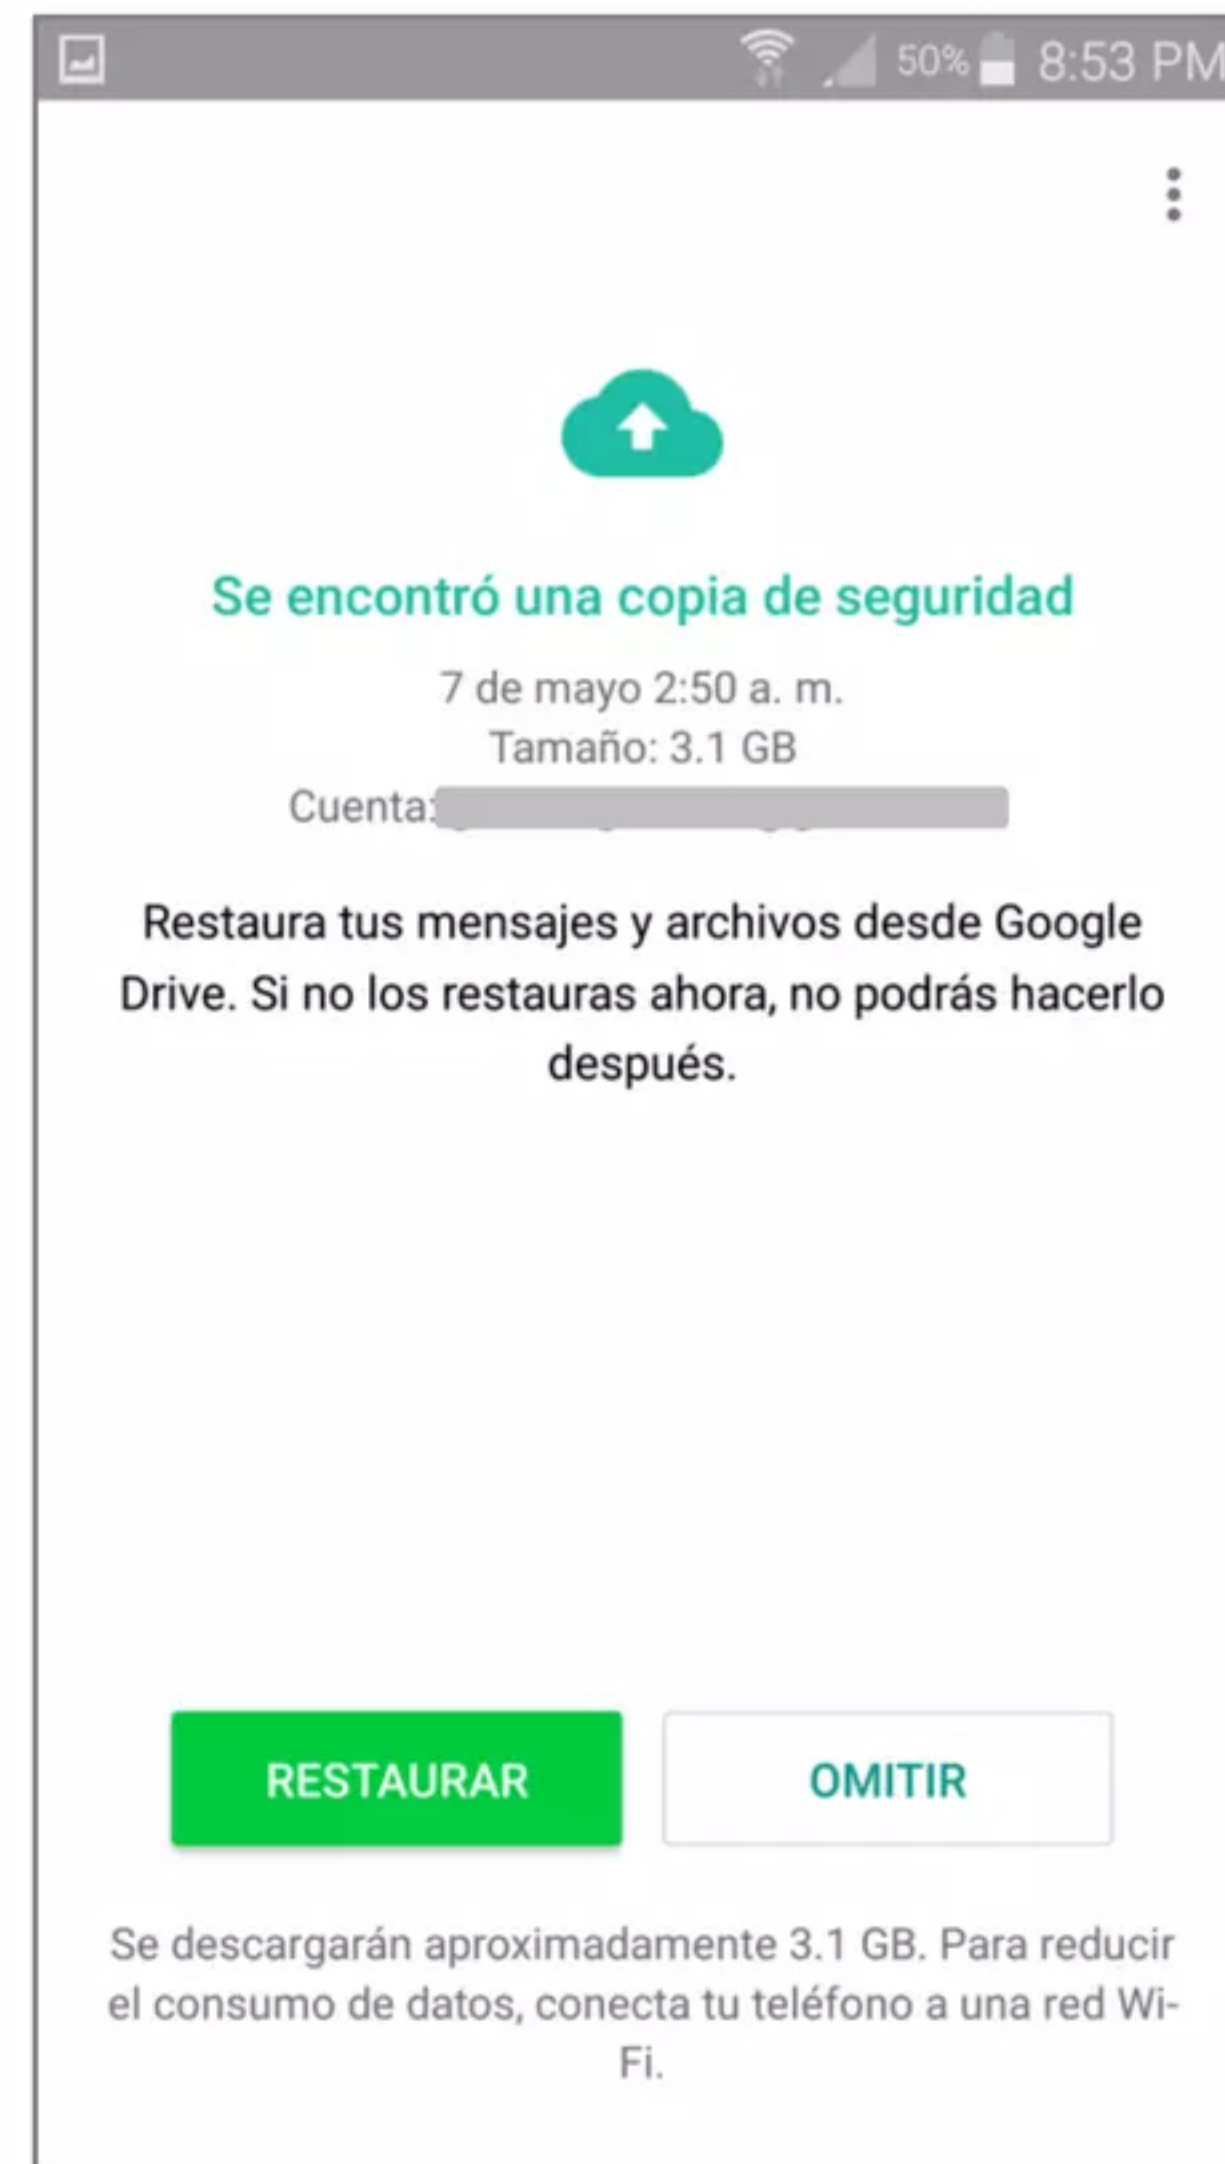 50% 8:53 PM
Se encontró una copia de seguridad
7 de mayo 2:50 a. m.
Tamaño: 3.1 GB
Cuenta:
Restaura tus mensajes y archivos desde Google
Drive. Si no los restauras ahora, no podrás hacerlo
después.
RESTAURAR OMITIR
Se descargarán aproximadamente 3.1 GB. Para reducir
el consumo de datos, conecta tu teléfono a una red Wi-
Fi.